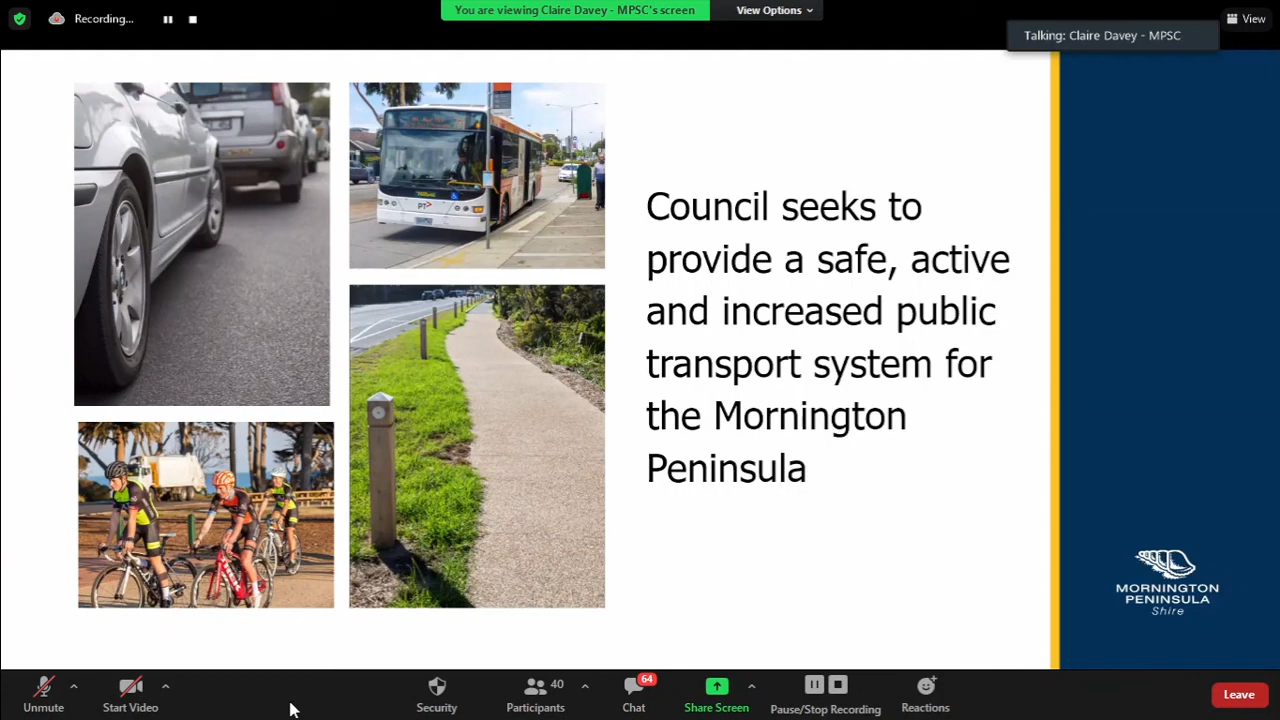 Recording...
You are viewing Claire Davey - MPSC's screen
View Options
View
Talking: Claire Davey - MPSC
PT
Council seeks to
provide a safe, active
and increased public
transport system for
the Mornington
Peninsula
MORNINGTON
PENINSULA
Shire
Unmute
Start Video
Security
40
Participants
64
Chat
Share Screen
Pause/Stop Recording
Reactions
Leave